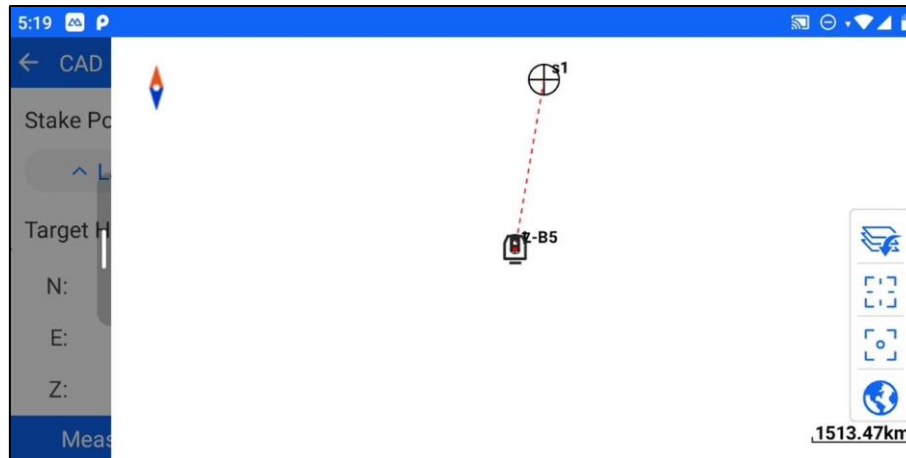 5:19
CAD
s1
Stake Po
L
Target H
z-B5
N:
E:
Z:
Meas
1513.47km